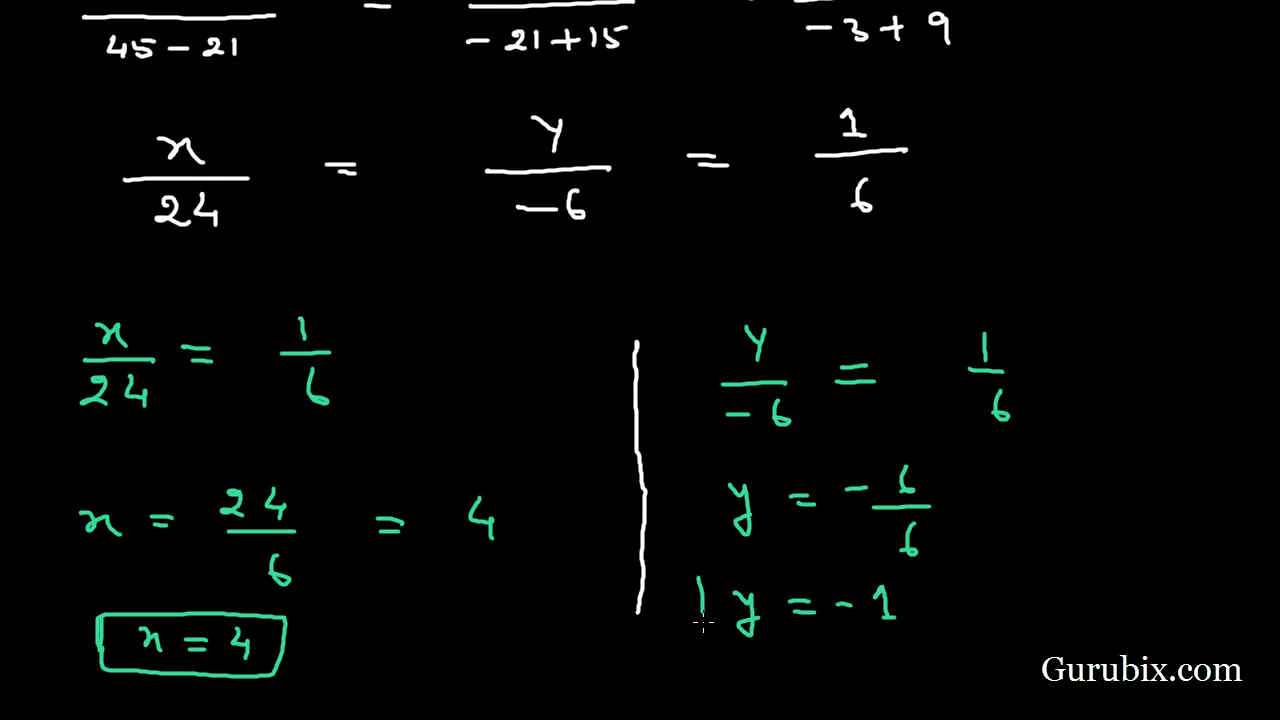 45 - 21 = - 21 + 15 - 3 + 9
x/24 = y/-6 = 1/6
x/24 = 1/6
x = 24/6 = 4
x = 4
y/-6 = 1/6
y = -6/6
y = - 1
Gurubix.com